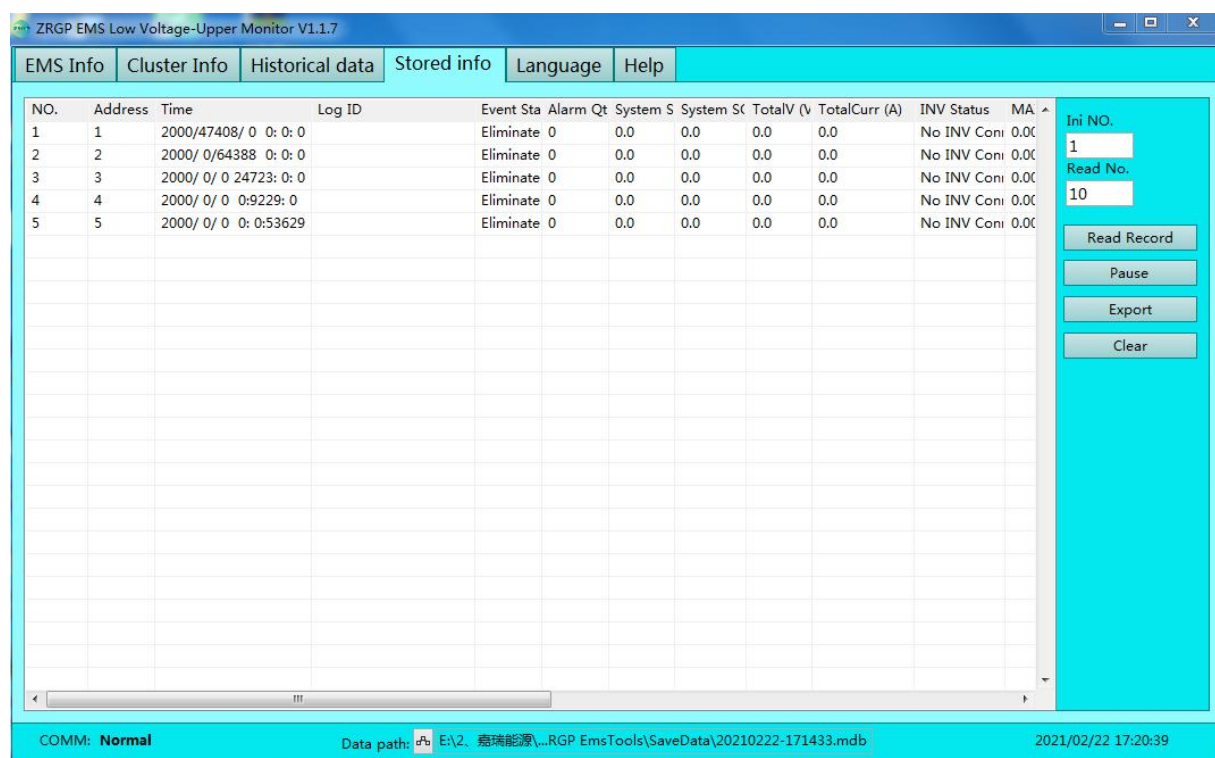 ZRGP EMS Low Voltage-Upper Monitor V1.1.7
EMS Info Cluster Info Historical data Stored info Language Help
NO. Address Time Log ID Event Sta Alarm Qt System S System S( TotalV (V TotalCurr (A) INV Status MA
1 1 2000/47408/ 0 0: 0: 0 Eliminate 0 0.0 0.0 0.0 0.0 No INV Con 0.00
2 2 2000/ 0/64388 0: 0: 0 Eliminate 0 0.0 0.0 0.0 0.0 No INV Con 0.00
3 3 2000/ 0/ 0 24723: 0: 0 Eliminate 0 0.0 0.0 0.0 0.0 No INV Con 0.00
4 4 2000/ 0/ 0 0:9229: 0 Eliminate 0 0.0 0.0 0.0 0.0 No INV Con 0.00
5 5 2000/ 0/ 0 0: 0:53629 Eliminate 0 0.0 0.0 0.0 0.0 No INV Con 0.00
Ini NO.
1
Read No.
10
Read Record
Pause
Export
Clear
COMM: Normal Data path: E:\2、嘉瑞能源\...RGP EmsTools\SaveData\20210222-171433.mdb 2021/02/22 17:20:39